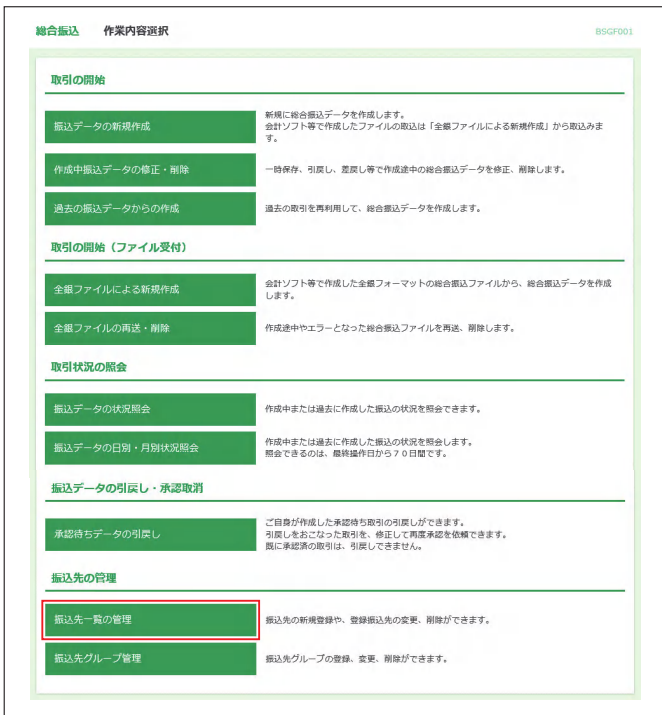 総合振込 作業内容選択 BSGF001
取引の開始
振込データの新規作成
新規に総合振込データを作成します。
会計ソフト等で作成したファイルの取込は「全銀ファイルによる新規作成」から取込みま
す。
作成中振込データの修正・削除
一時保存、引戻し、差戻し等で作成途中の総合振込データを修正、削除します。
過去の振込データからの作成
過去の取引を再利用して、総合振込データを作成します。
取引の開始（ファイル受付）
全銀ファイルによる新規作成
会計ソフト等で作成した全銀フォーマットの総合振込ファイルから、総合振込データを作成
します。
全銀ファイルの再送・削除
作成途中やエラーとなった総合振込ファイルを再送、削除します。
取引状況の照会
振込データの状況照会
作成中または過去に作成した振込の状況を照会できます。
振込データの日別・月別状況照会
作成中または過去に作成した振込の状況を照会します。
照会できるのは、最終操作日から７０日間です。
振込データの引戻し・承認取消
承認待ちデータの引戻し
ご自身が作成した承認待ち取引の引戻しができます。
引戻しをおこなった取引を、修正して再度承認を依頼できます。
既に承認済の取引は、引戻しできません。
振込先の管理
振込先一覧の管理
振込先の新規登録や、登録振込先の変更、削除ができます。
振込先グループ管理
振込先グループの登録、変更、削除ができます。